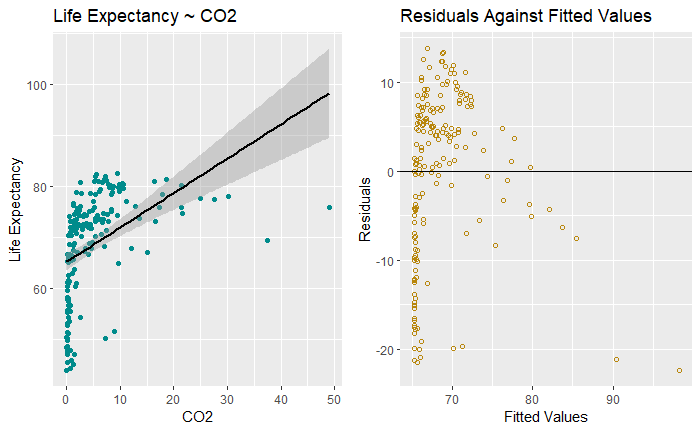 Life Expectancy ~ CO2
Life Expectancy
100
80
60
0
10
20
30
40
50
CO2
Residuals Against Fitted Values
Residuals
10
0
-10
-20
70
80
90
Fitted Values